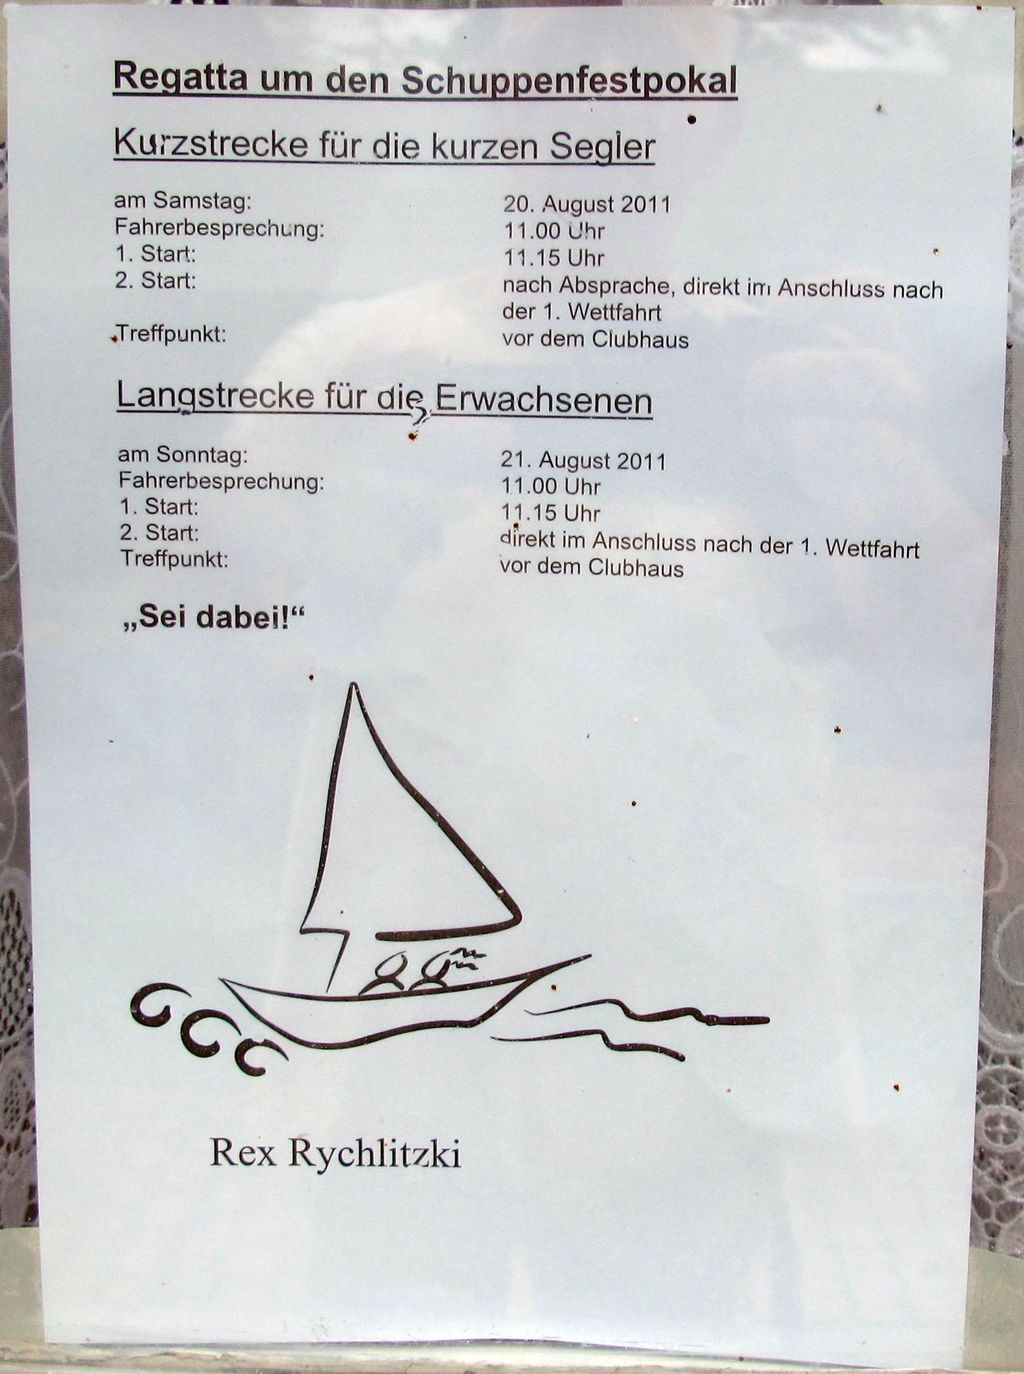 Regatta um den Schuppenfestpokal
Kurzstrecke für die kurzen Segler
am Samstag: 20. August 2011
Fahrerbesprechung: 11.00 Uhr
1. Start: 11.15 Uhr
2. Start: nach Absprache, direkt im Anschluss nach
der 1. Wettfahrt
Treffpunkt: vor dem Clubhaus
Langstrecke für die Erwachsenen
am Sonntag: 21. August 2011
Fahrerbesprechung: 11.00 Uhr
1. Start: 11.15 Uhr
2. Start: direkt im Anschluss nach der 1. Wettfahrt
Treffpunkt: vor dem Clubhaus
„Sei dabei!“
Rex Rychlitzki